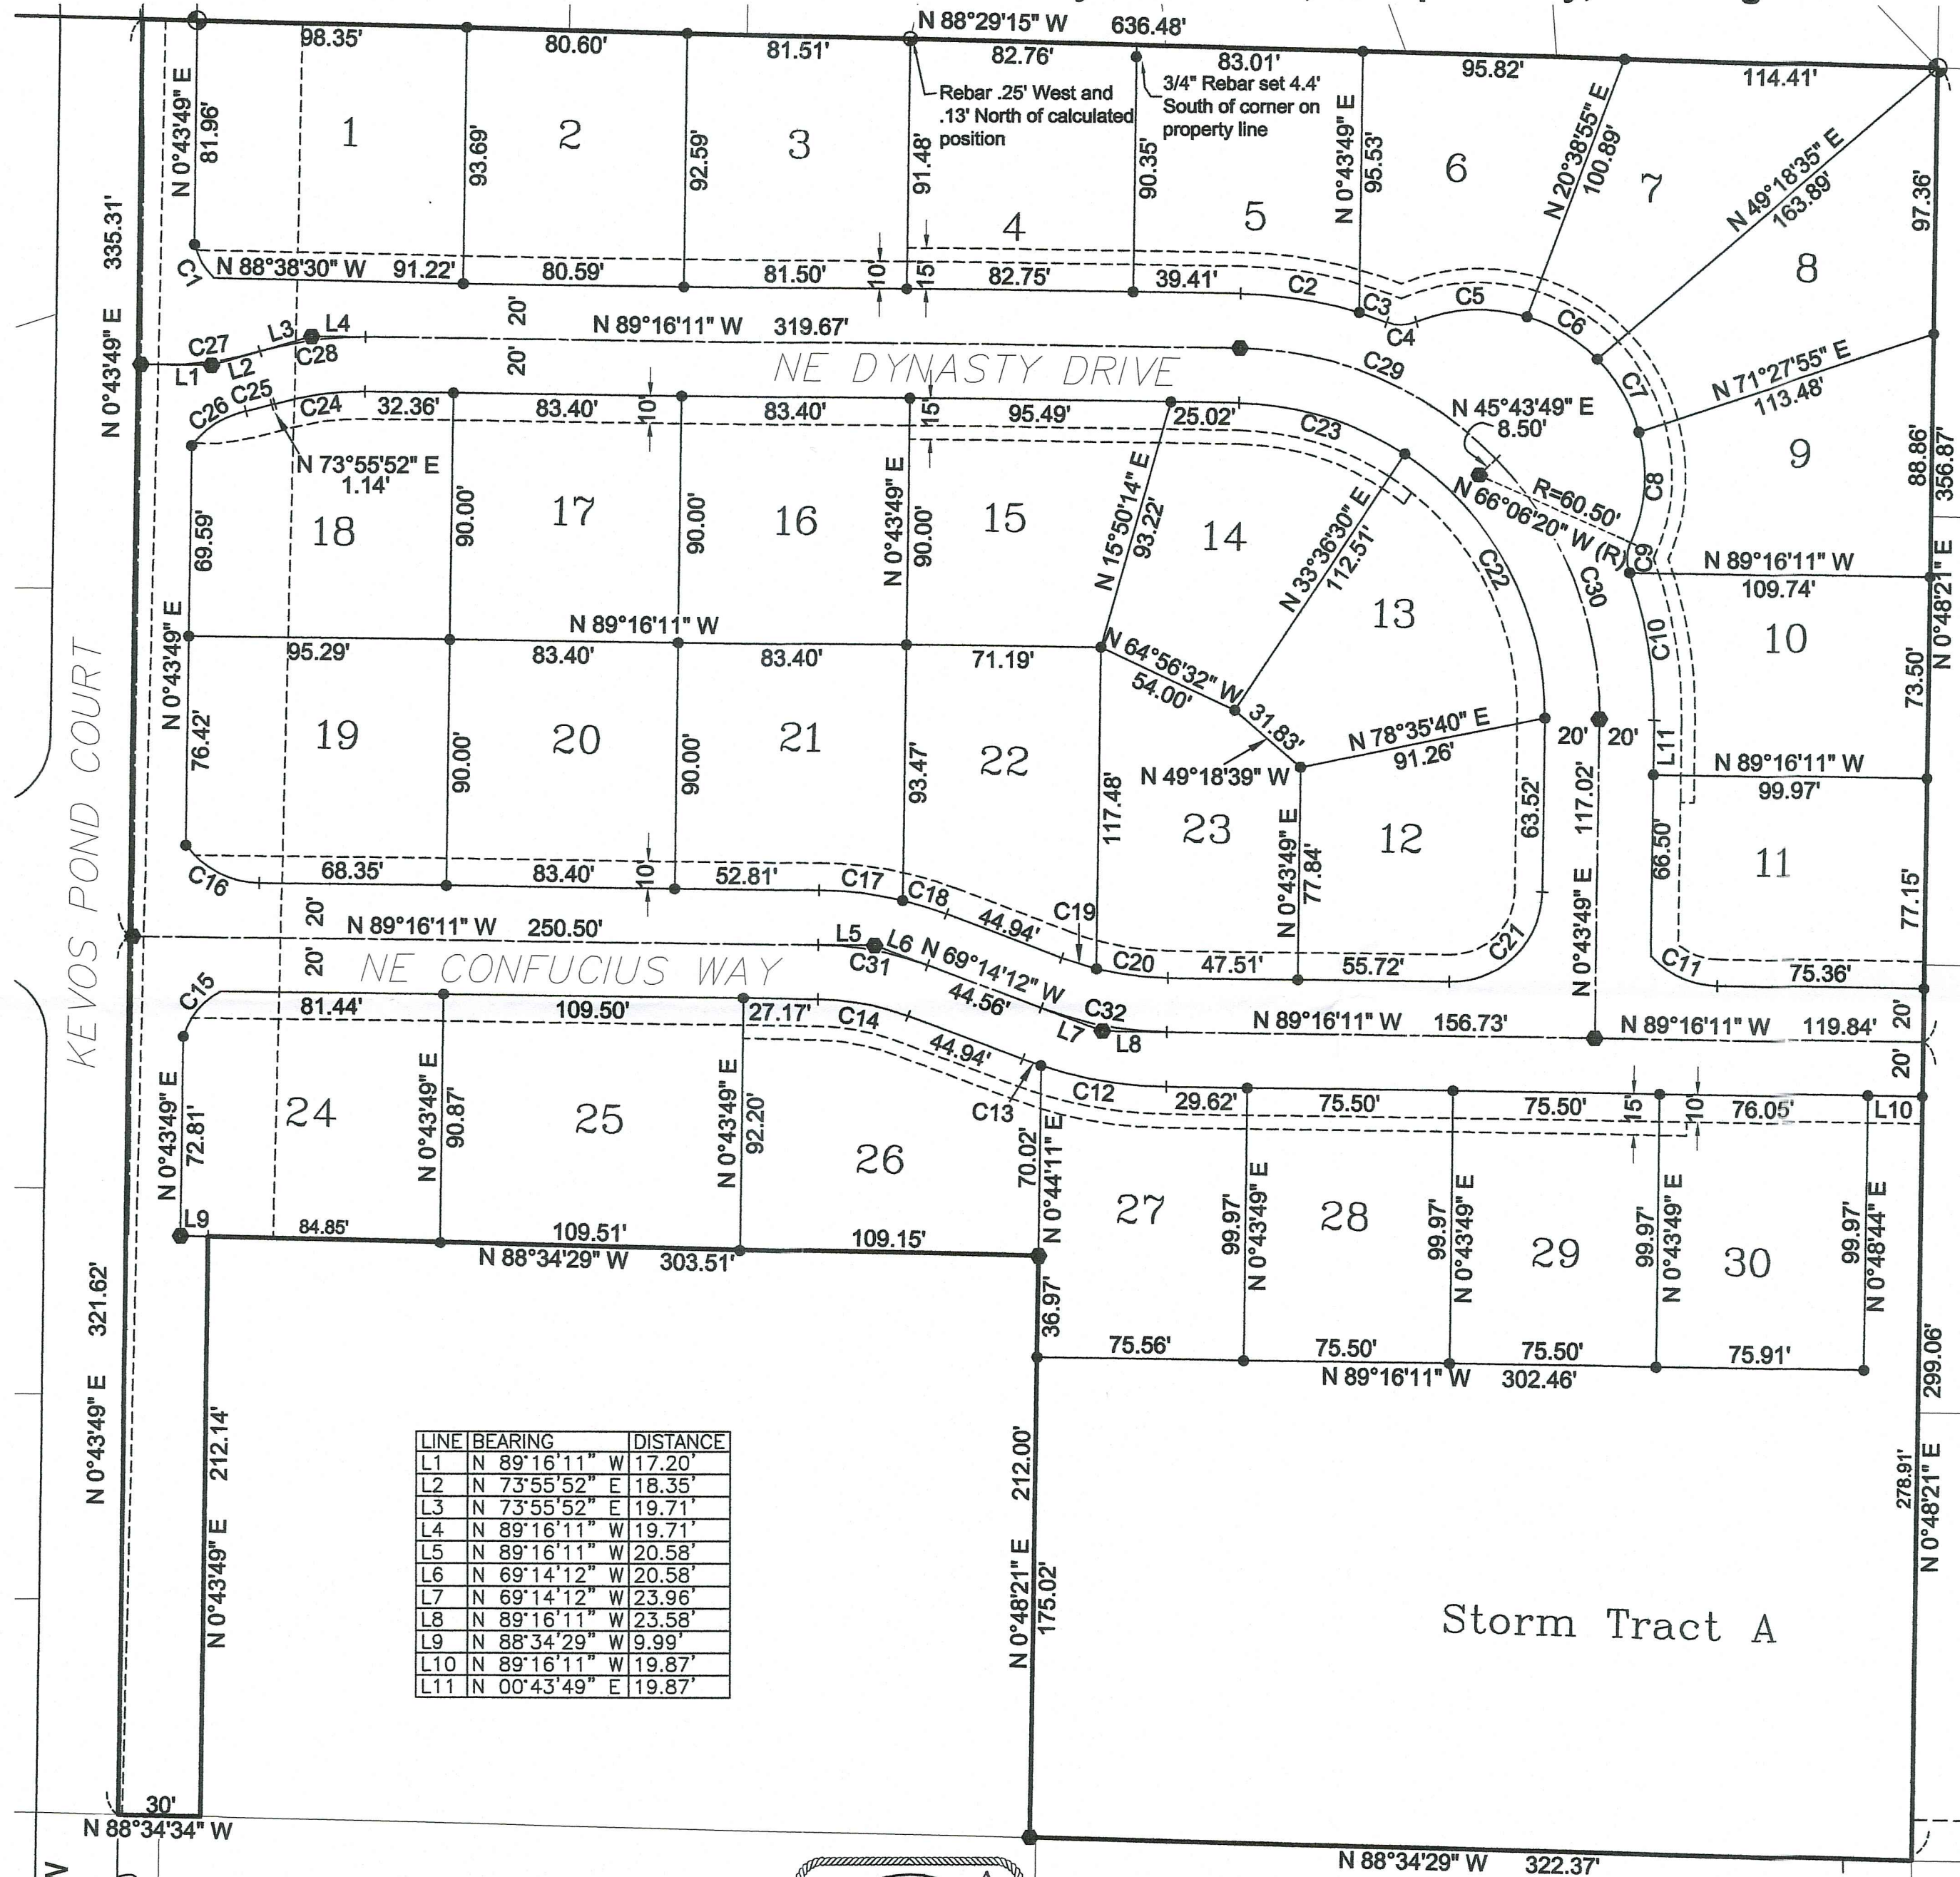 N 88°29'15" W 636.48'
98.35'
80.60'
81.51'
82.76'
83.01'
95.82'
114.41'
N 0°43'49" E
81.96'
93.69'
92.59'
91.48'
90.35'
N 0°43'49" E
95.53'
N 20°38'55" E
100.89'
N 49°18'35" E
163.89'
97.36'
Rebar .25' West and
.13' North of calculated
position
3/4" Rebar set 4.4'
South of corner on
property line
1
2
3
4
5
6
7
8
335.31'
N 0°43'49" E
C1
N 88°38'30" W 91.22'
80.59'
81.50'
10'
15'
82.75'
39.41'
C2
C3
C4
C5
C6
C7
N 71°27'55" E
113.48'
9
88.86'
356.87'
N 0°48'21" E
L1
C27
L2
L3
L4
C28
20'
20'
N 89°16'11" W 319.67'
NE DYNASTY DRIVE
C29
N 45°43'49" E
8.50'
R=60.50'
N 66°06'20" W (R)
C8
C9
C30
C26
C25
C24
32.36'
83.40'
10'
83.40'
15'
95.49'
25.02'
C23
N 73°55'52" E
1.14'
69.59'
18
17
16
15
14
13
90.00'
90.00'
N 0°43'49" E
90.00'
N 15°50'14" E
93.22'
N 33°36'30" E
112.51'
C22
N 89°16'11" W
109.74'
C10
10
73.50'
KEVOS POND COURT
N 0°43'49" E
N 89°16'11" W
95.29'
83.40'
83.40'
71.19'
N 64°56'32" W
54.00'
31.83'
N 49°18'39" W
N 78°35'40" E
91.26'
20'
20'
L11
N 89°16'11" W
99.97'
76.42'
19
20
21
22
23
12
11
90.00'
90.00'
93.47'
117.48'
N 0°43'49" E
77.84'
63.52'
117.02'
N 0°43'49" E
66.50'
77.15'
C16
68.35'
83.40'
10'
52.81'
C17
C18
44.94'
C19
C20
47.51'
55.72'
C21
C11
75.36'
20'
20'
N 89°16'11" W 250.50'
NE CONFUCIUS WAY
L5
L6
C31
N 69°14'12" W
44.56'
C32
L7
L8
N 89°16'11" W 156.73'
N 89°16'11" W 119.84'
20'
20'
C15
81.44'
109.50'
27.17'
C14
44.94'
C13
C12
29.62'
75.50'
75.50'
15'
10'
76.05'
L10
N 0°43'49" E
72.81'
24
N 0°43'49" E
90.87'
25
N 0°43'49" E
92.20'
26
70.02'
N 0°44'11" E
27
99.97'
N 0°43'49" E
28
99.97'
N 0°43'49" E
29
99.97'
N 0°43'49" E
30
99.97'
N 0°48'44" E
L9
84.85'
109.51'
109.15'
N 88°34'29" W 303.51'
36.97'
75.56'
75.50'
75.50'
75.91'
N 89°16'11" W 302.46'
299.06'
321.62'
N 0°43'49" E
212.14'
N 0°43'49" E
212.00'
N 0°48'21" E
175.02'
278.91'
N 0°48'21" E
LINE BEARING DISTANCE
L1 N 89°16'11" W 17.20'
L2 N 73°55'52" E 18.35'
L3 N 73°55'52" E 19.71'
L4 N 89°16'11" W 19.71'
L5 N 89°16'11" W 20.58'
L6 N 69°14'12" W 20.58'
L7 N 69°14'12" W 23.96'
L8 N 89°16'11" W 23.58'
L9 N 88°34'29" W 9.99'
L10 N 89°16'11" W 19.87'
L11 N 00°43'49" E 19.87'
Storm Tract A
30'
N 88°34'34" W
N 88°34'29" W 322.37'